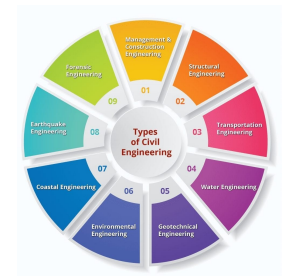 Management &
Construction
Engineering
01
Structural
Engineering
02
Transportation
Engineering
03
Water Engineering
04
Geotechnical
Engineering
05
Environmental
Engineering
06
Coastal Engineering
07
Earthquake
Engineering
08
Forensic
Engineering
09
Types
of Civil
Engineering